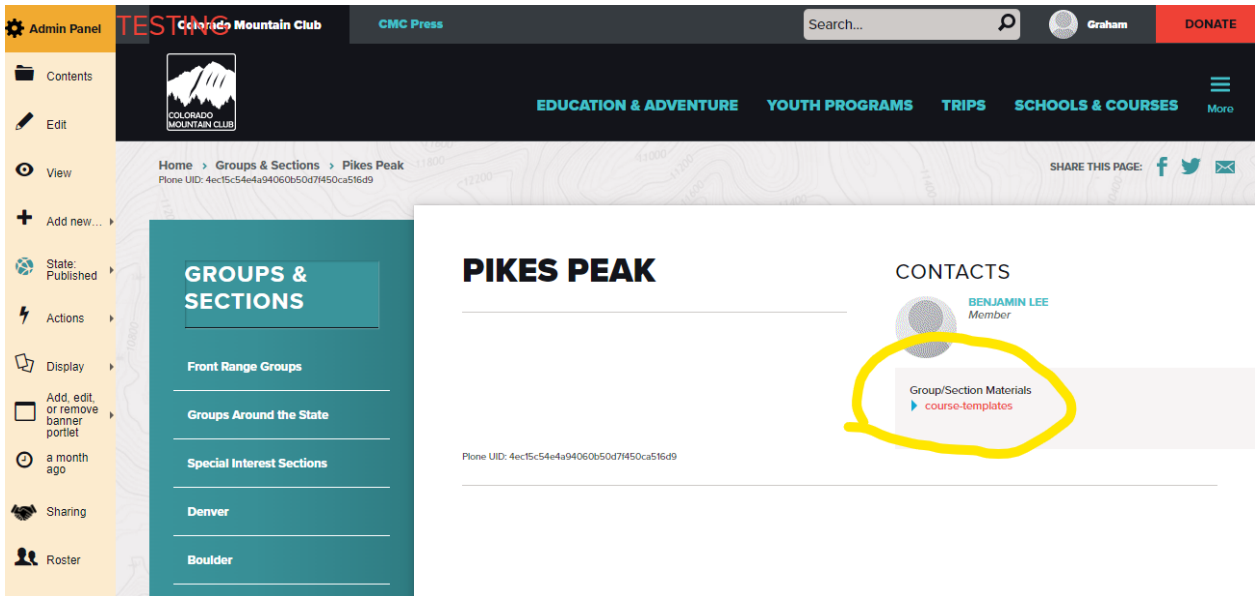 Admin Panel
TESTING
Colorado Mountain Club
CMC Press
Search...
Graham
DONATE
Contents
Edit
View
Add new...
State:
Published
Actions
Display
Add, edit,
or remove
banner
portlet
a month
ago
Sharing
Roster
COLORADO
MOUNTAIN CLUB
EDUCATION & ADVENTURE
YOUTH PROGRAMS
TRIPS
SCHOOLS & COURSES
More
Home › Groups & Sections › Pikes Peak
Plone UID: 4ec15c54e4a94060b50d7f450ca516d9
SHARE THIS PAGE:
GROUPS &
SECTIONS
Front Range Groups
Groups Around the State
Special Interest Sections
Denver
Boulder
PIKES PEAK
Plone UID: 4ec15c54e4a94060b50d7f450ca516d9
CONTACTS
BENJAMIN LEE
Member
Group/Section Materials
course-templates